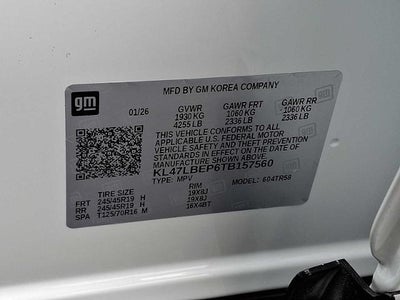 gm
MFD BY GM KOREA COMPANY
01/26 GVWR GAWR FRT GAWR RR
1930 KG 1060 KG 1060 KG
4255 LB 2336 LB 2336 LB
THIS VEHICLE CONFORMS TO ALL
APPLICABLE U.S. FEDERAL MOTOR
VEHICLE SAFETY AND THEFT PREVENTION
STANDARDS IN EFFECT ON THE DATE
OF MANUFACTURE SHOWN ABOVE.
KL47LBEP6TB157560
TYPE: MPV MODEL: 604TR58
TIRE SIZE RIM
FRT 245/45R19 H 19X8J
RR 245/45R19 H 19X8J
SPA T125/70R16 M 16X4BT